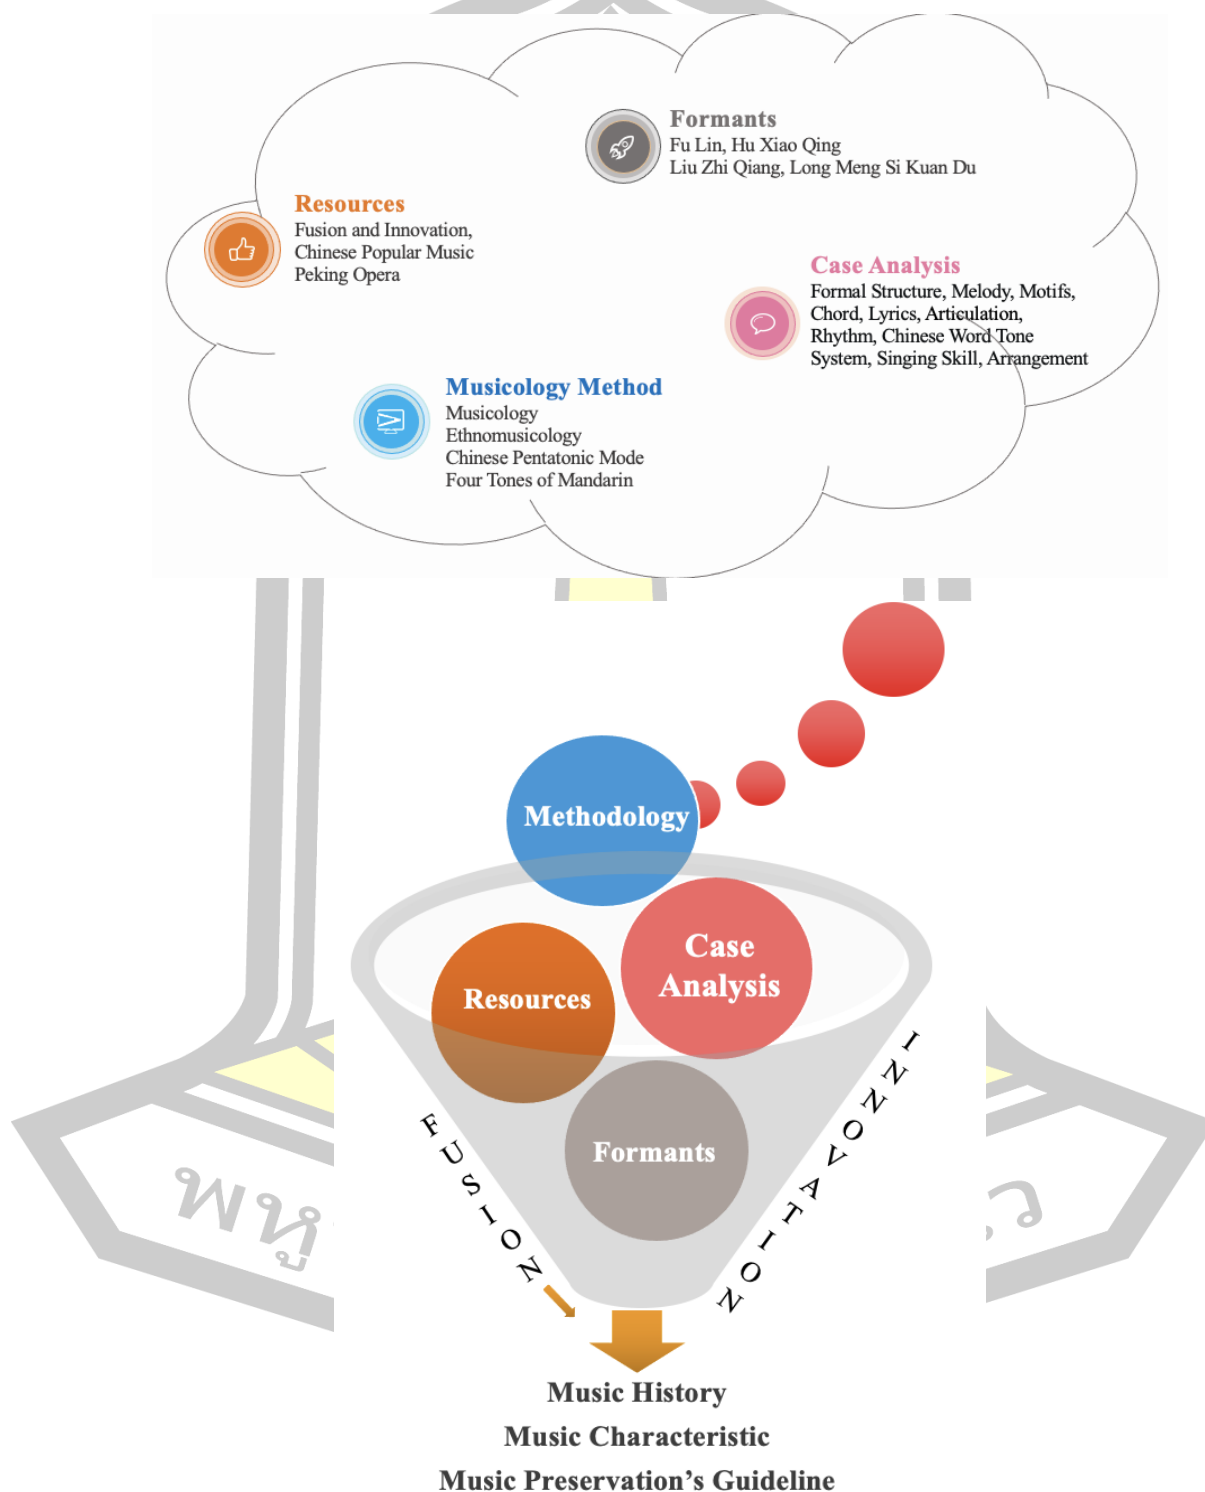 Formants
Fu Lin, Hu Xiao Qing
Liu Zhi Qiang, Long Meng Si Kuan Du
Resources
Fusion and Innovation,
Chinese Popular Music
Peking Opera
Case Analysis
Formal Structure, Melody, Motifs,
Chord, Lyrics, Articulation,
Rhythm, Chinese Word Tone
System, Singing Skill, Arrangement
Musicology Method
Musicology
Ethnomusicology
Chinese Pentatonic Mode
Four Tones of Mandarin
Methodology
Case
Analysis
Resources
Formants
FUSION
INNOVATION
พหู
Music History
Music Characteristic
Music Preservation’s Guideline